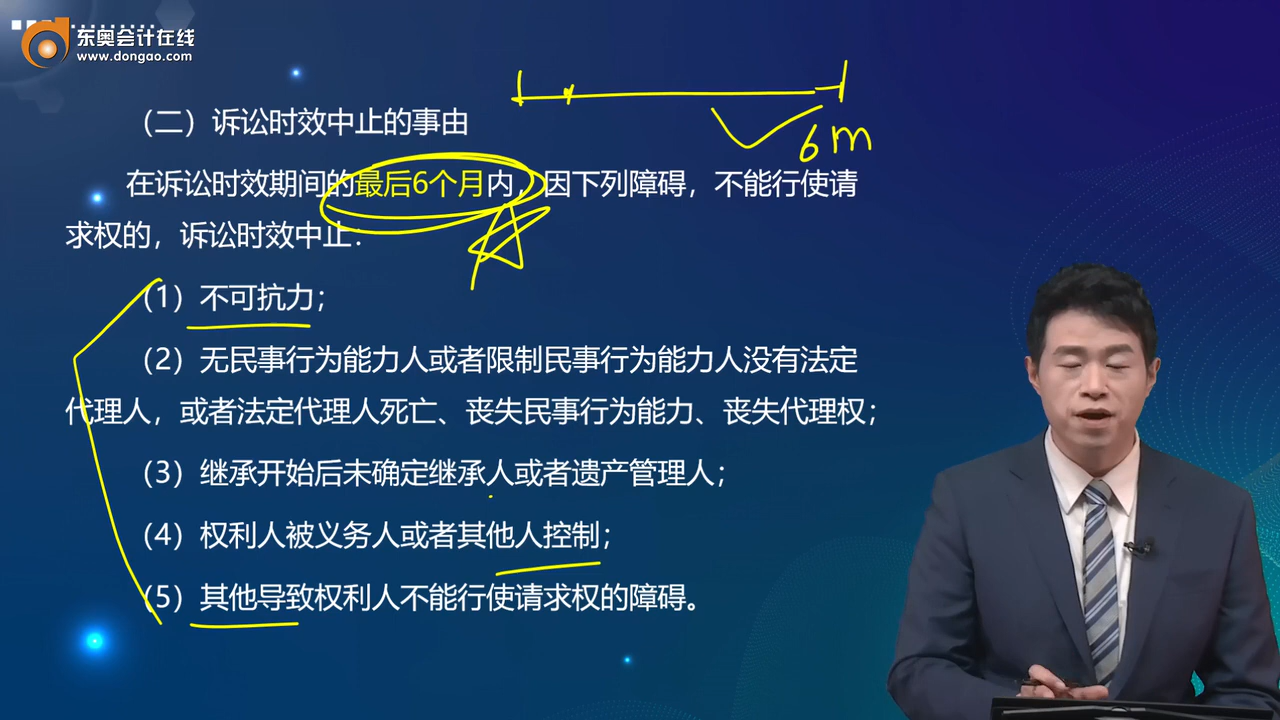 东奥会计在线
www.dongao.com
（二）诉讼时效中止的事由
6m
在诉讼时效期间的最后6个月内，因下列障碍，不能行使请
求权的，诉讼时效中止：
（1）不可抗力；
（2）无民事行为能力人或者限制民事行为能力人没有法定
代理人，或者法定代理人死亡、丧失民事行为能力、丧失代理权；
（3）继承开始后未确定继承人或者遗产管理人；
（4）权利人被义务人或者其他人控制；
（5）其他导致权利人不能行使请求权的障碍。